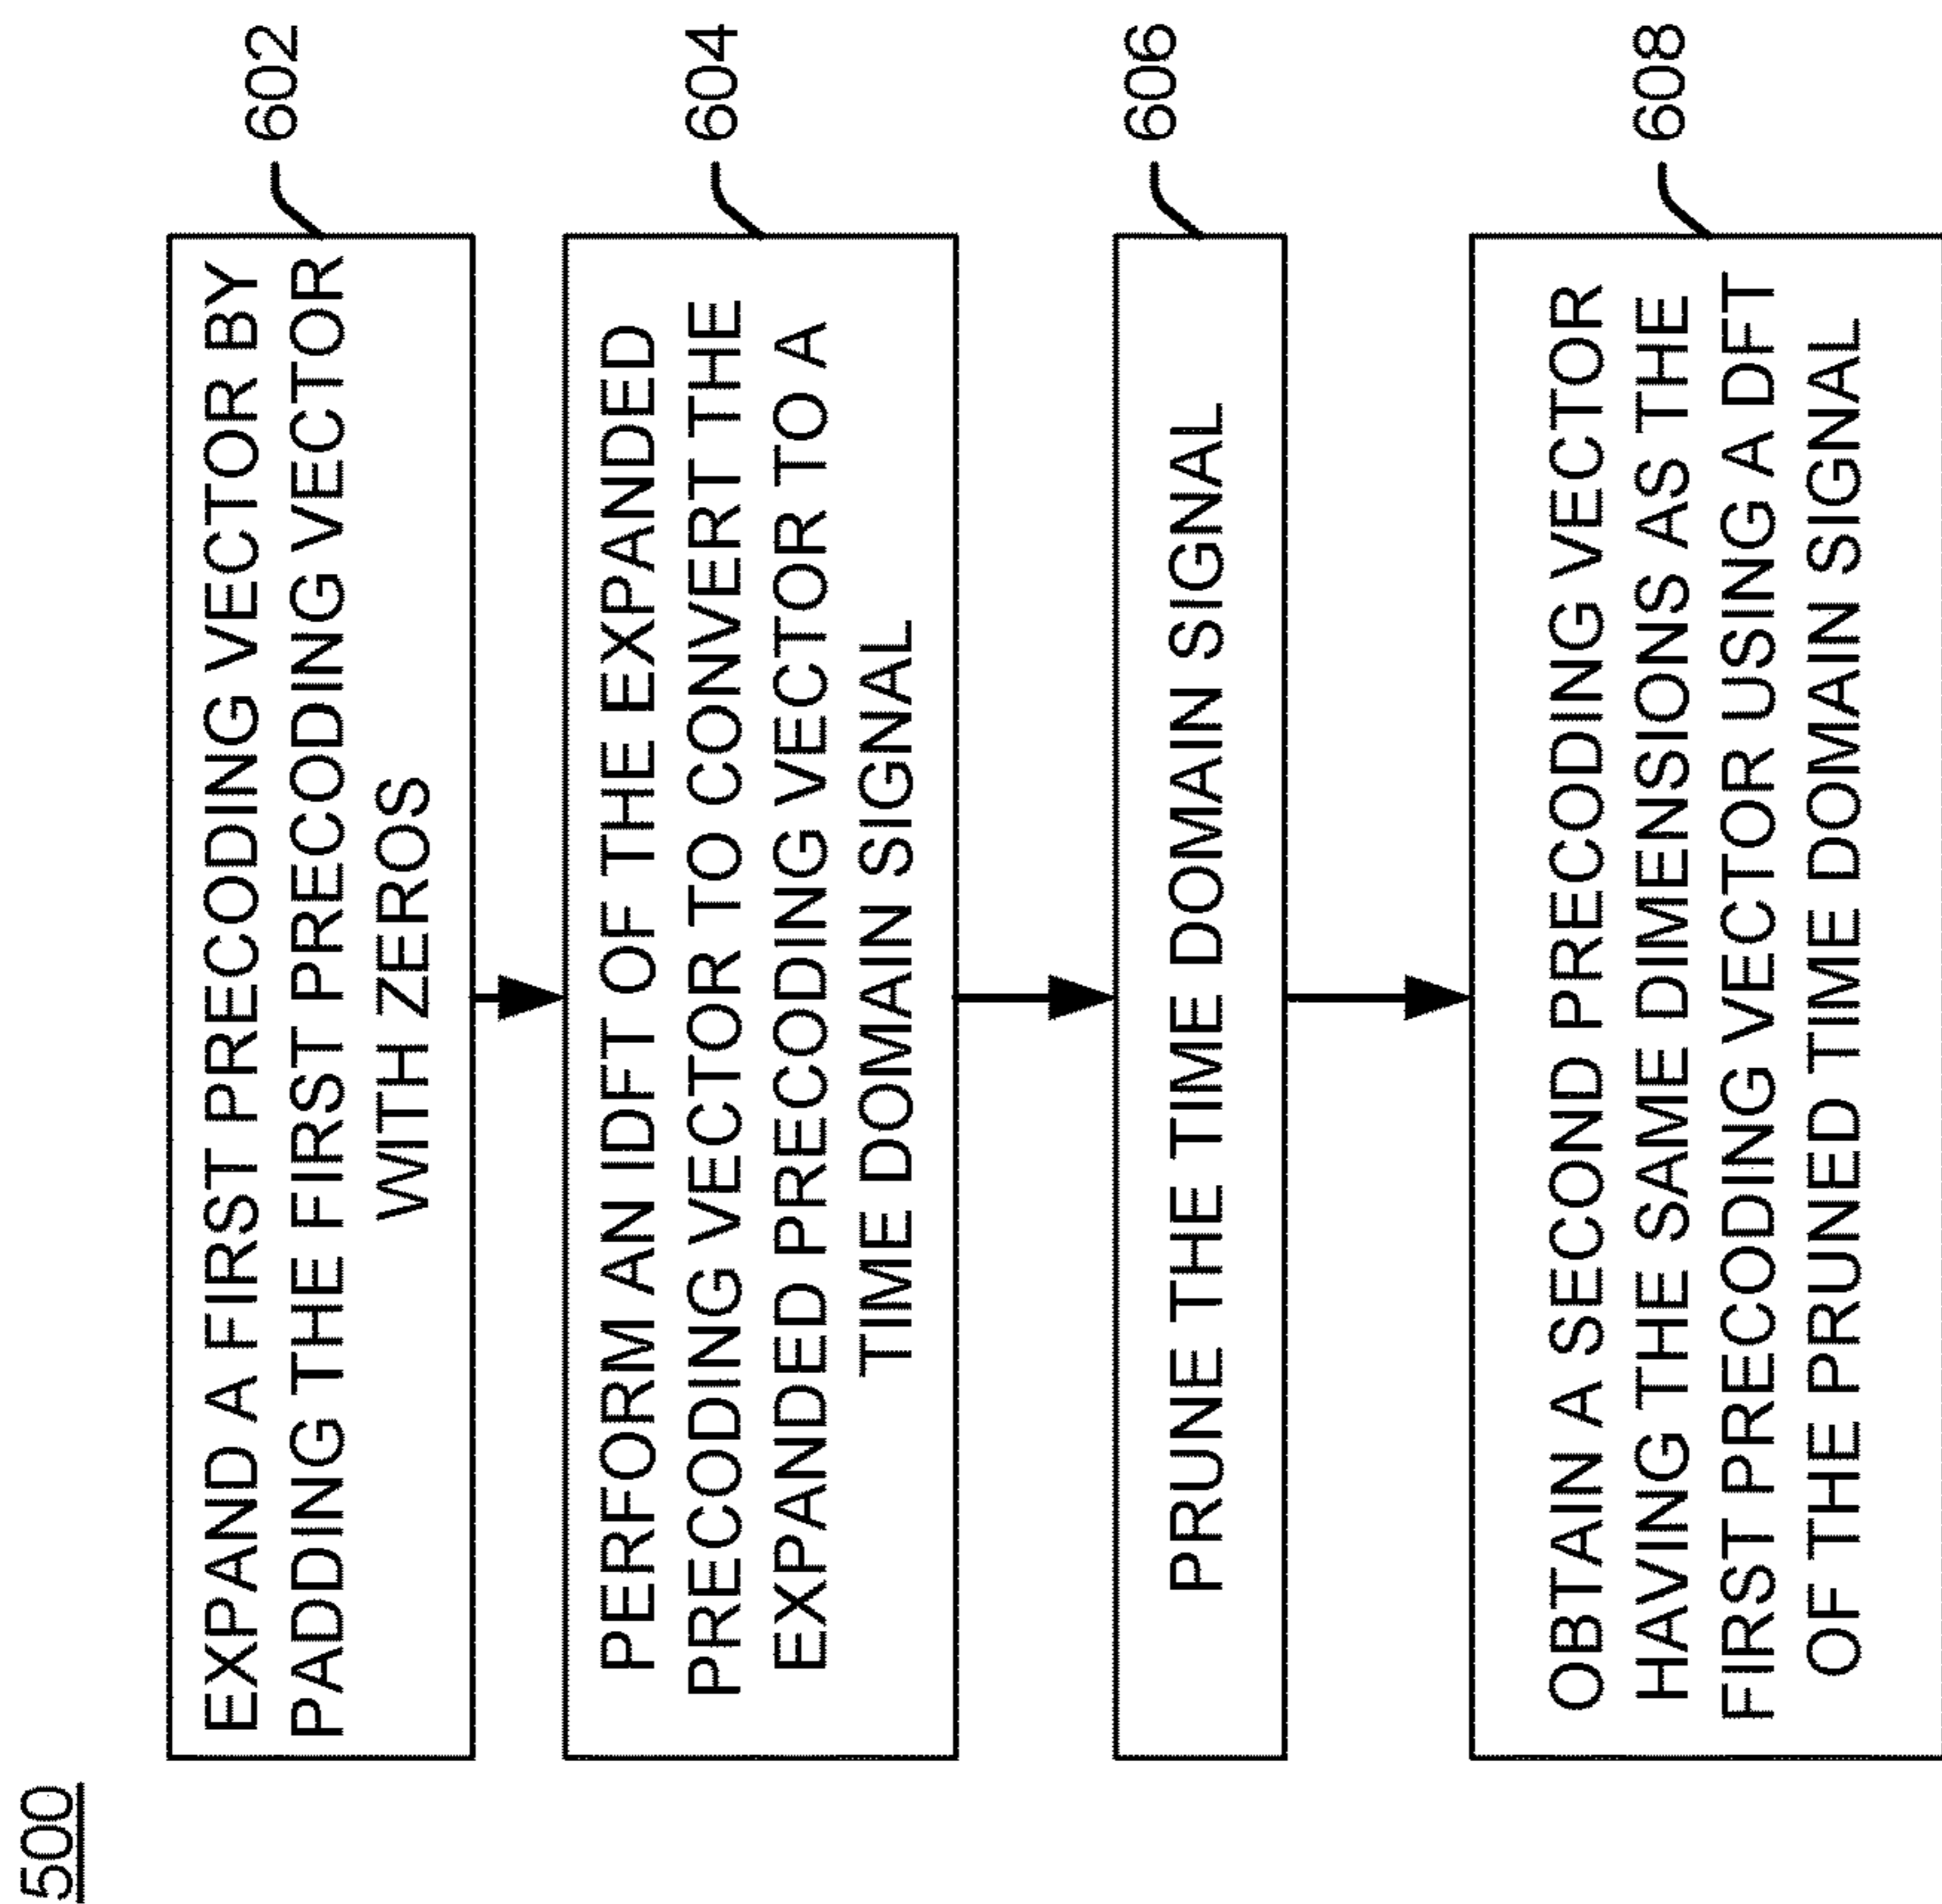 500
EXPAND A FIRST PRECODING VECTOR BY
PADDING THE FIRST PRECODING VECTOR
WITH ZEROS
602
PERFORM AN IDFT OF THE EXPANDED
PRECODING VECTOR TO CONVERT THE
EXPANDED PRECODING VECTOR TO A
TIME DOMAIN SIGNAL
604
PRUNE THE TIME DOMAIN SIGNAL
606
OBTAIN A SECOND PRECODING VECTOR
HAVING THE SAME DIMENSIONS AS THE
FIRST PRECODING VECTOR USING A DFT
OF THE PRUNED TIME DOMAIN SIGNAL
608